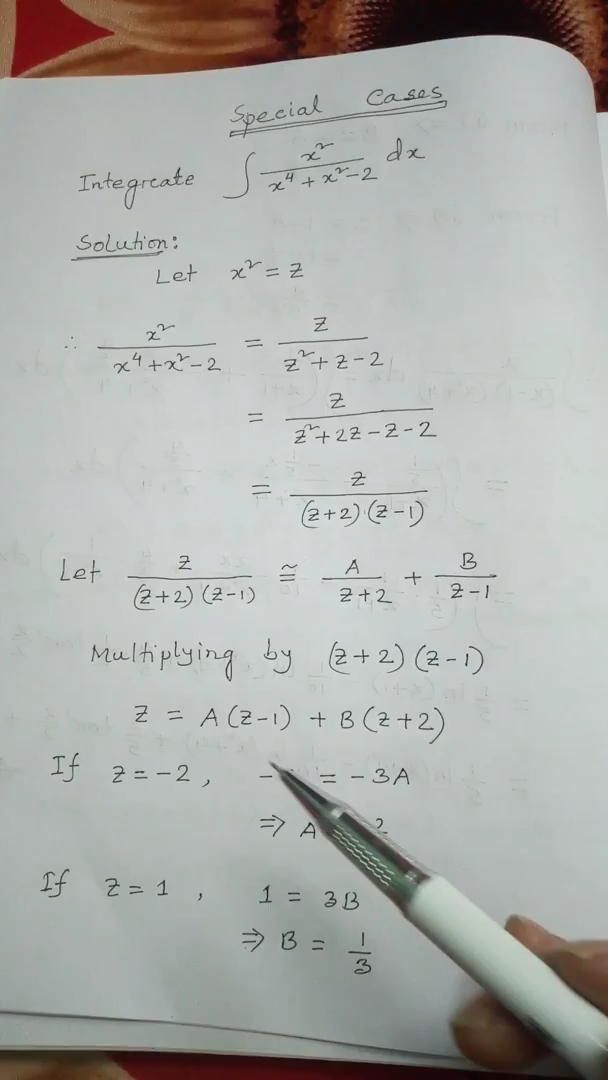 Special Cases
Integrate ∫ x²/(x⁴+x²-2) dx
Solution:
Let x² = z
∴ x²/(x⁴+x²-2) = z/(z²+z-2)
= z/(z²+2z-z-2)
= z/((z+2)(z-1))
Let z/((z+2)(z-1)) ≅ A/(z+2) + B/(z-1)
Multiplying by (z+2)(z-1)
z = A(z-1) + B(z+2)
If z = -2, - = -3A
⇒ A 2
If z = 1, 1 = 3B
⇒ B = 1/3